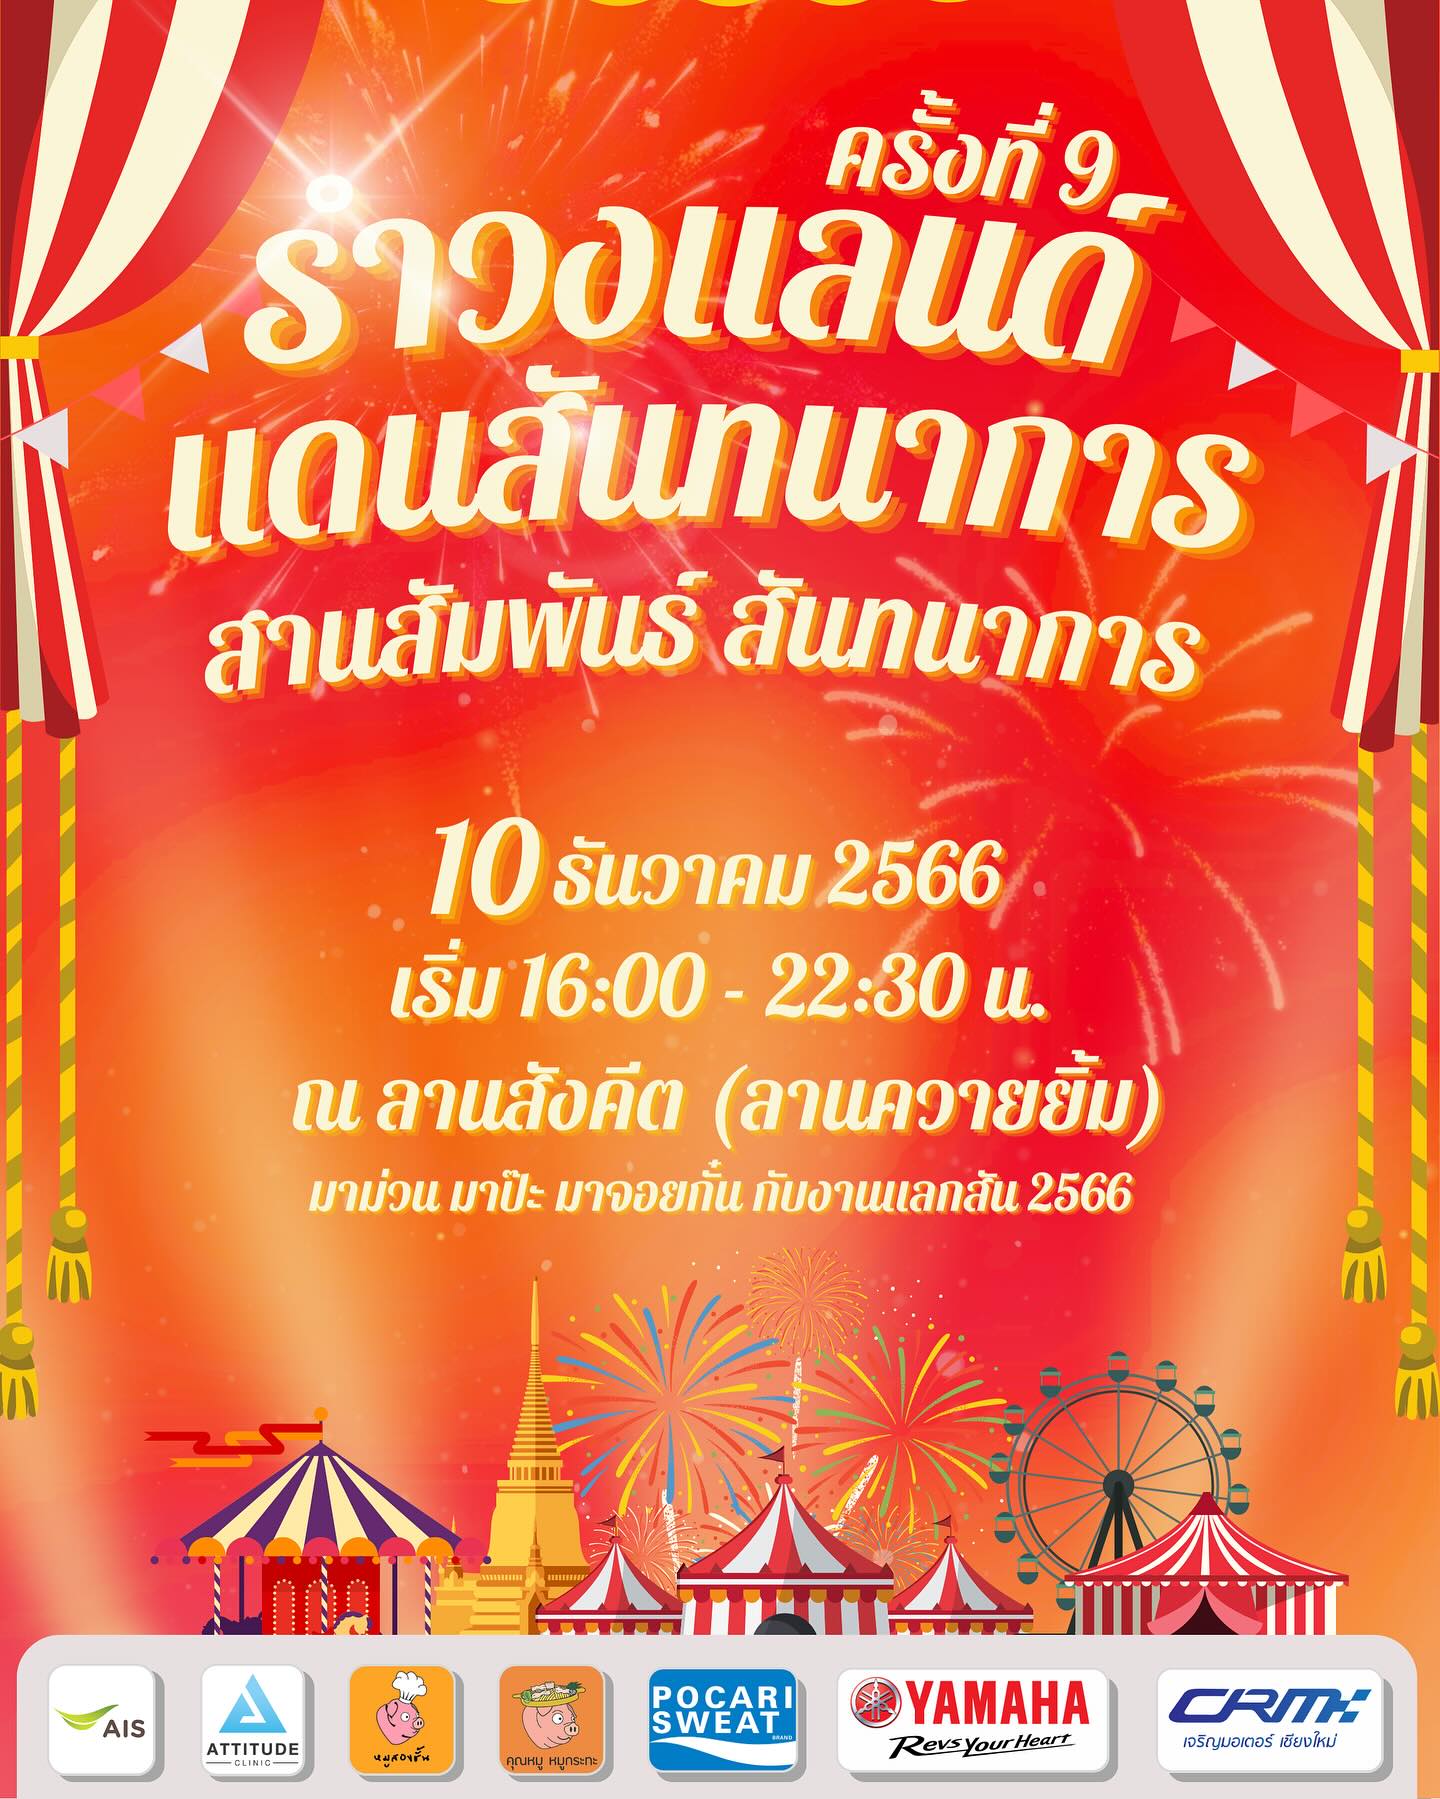 ครั้งที่ 9
รำวงแลนด์
แดนสันทนาการ
สานสัมพันธ์ สันทนาการ
10 ธันวาคม 2566
เริ่ม 16:00 - 22:30 น.
ณ ลานสังคีต (ลานควายยิ้ม)
มาม่วน มาป๊ะ มาจอยกั๋น กับงานแลกสัน 2566
AIS
ATTITUDE
CLINIC
หมูสองชั้น
คุณหมู หมูกระทะ
POCARI
SWEAT
BRAND
YAMAHA
Revs Your Heart
CRM
เจริญมอเตอร์ เชียงใหม่